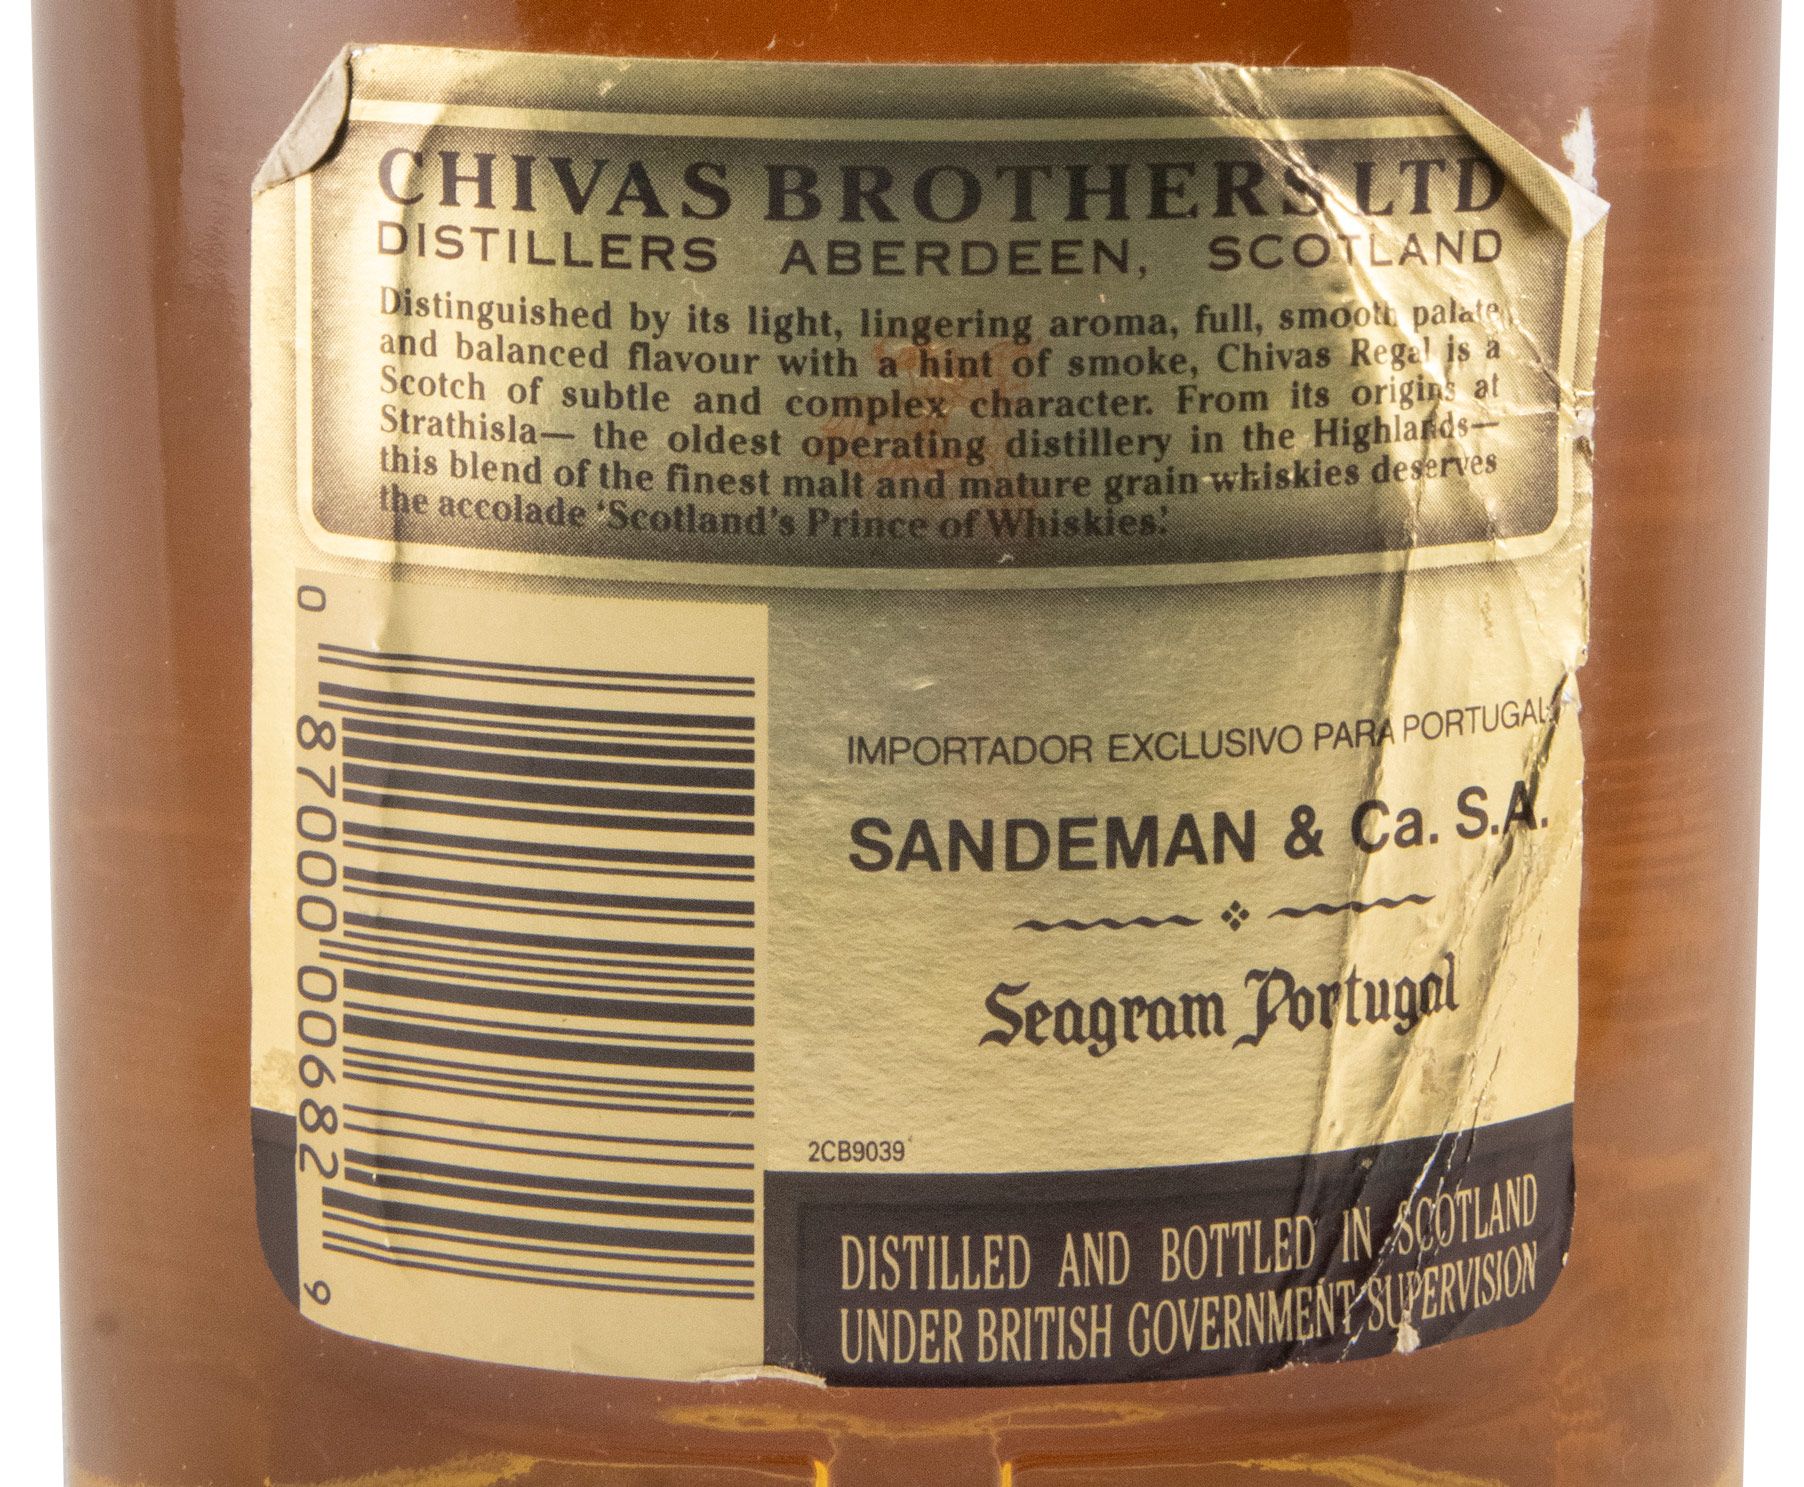 CHIVAS BROTHERS LTD
DISTILLERS ABERDEEN, SCOTLAND
Distinguished by its light, lingering aroma, full, smooth palate,
and balanced flavour with a hint of smoke, Chivas Regal is a
Scotch of subtle and complex character. From its origins at
Strathisla— the oldest operating distillery in the Highlands—
this blend of the finest malt and mature grain whiskies deserves
the accolade ‘Scotland’s Prince of Whiskies.’
0 87000 00682 9
IMPORTADOR EXCLUSIVO PARA PORTUGAL:
SANDEMAN & Ca. S.A.
Seagram Portugal
2CB9039
DISTILLED AND BOTTLED IN SCOTLAND
UNDER BRITISH GOVERNMENT SUPERVISION